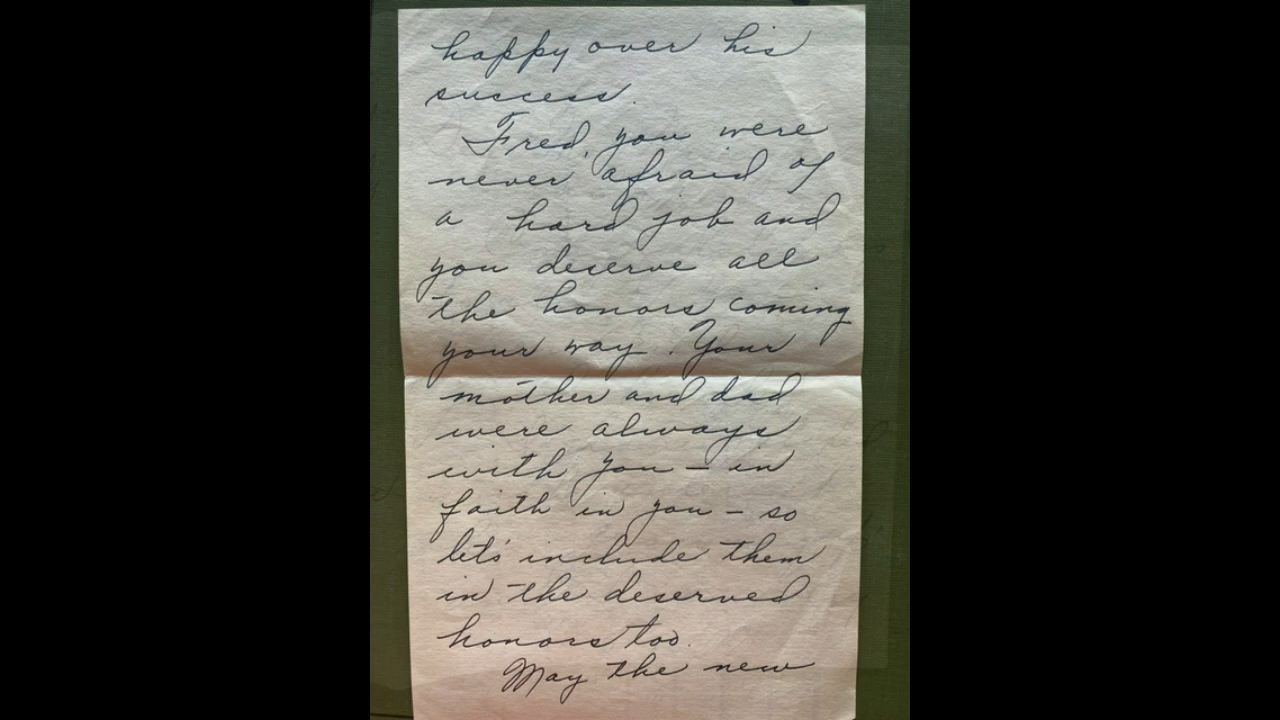 happy over his
success.
Fred, you were
never afraid of
a hard job and
you deserve all
the honors coming
your way. Your
mother and dad
were always
with you – in
faith in you – so
let's include them
in the deserved
honors too.
May the new